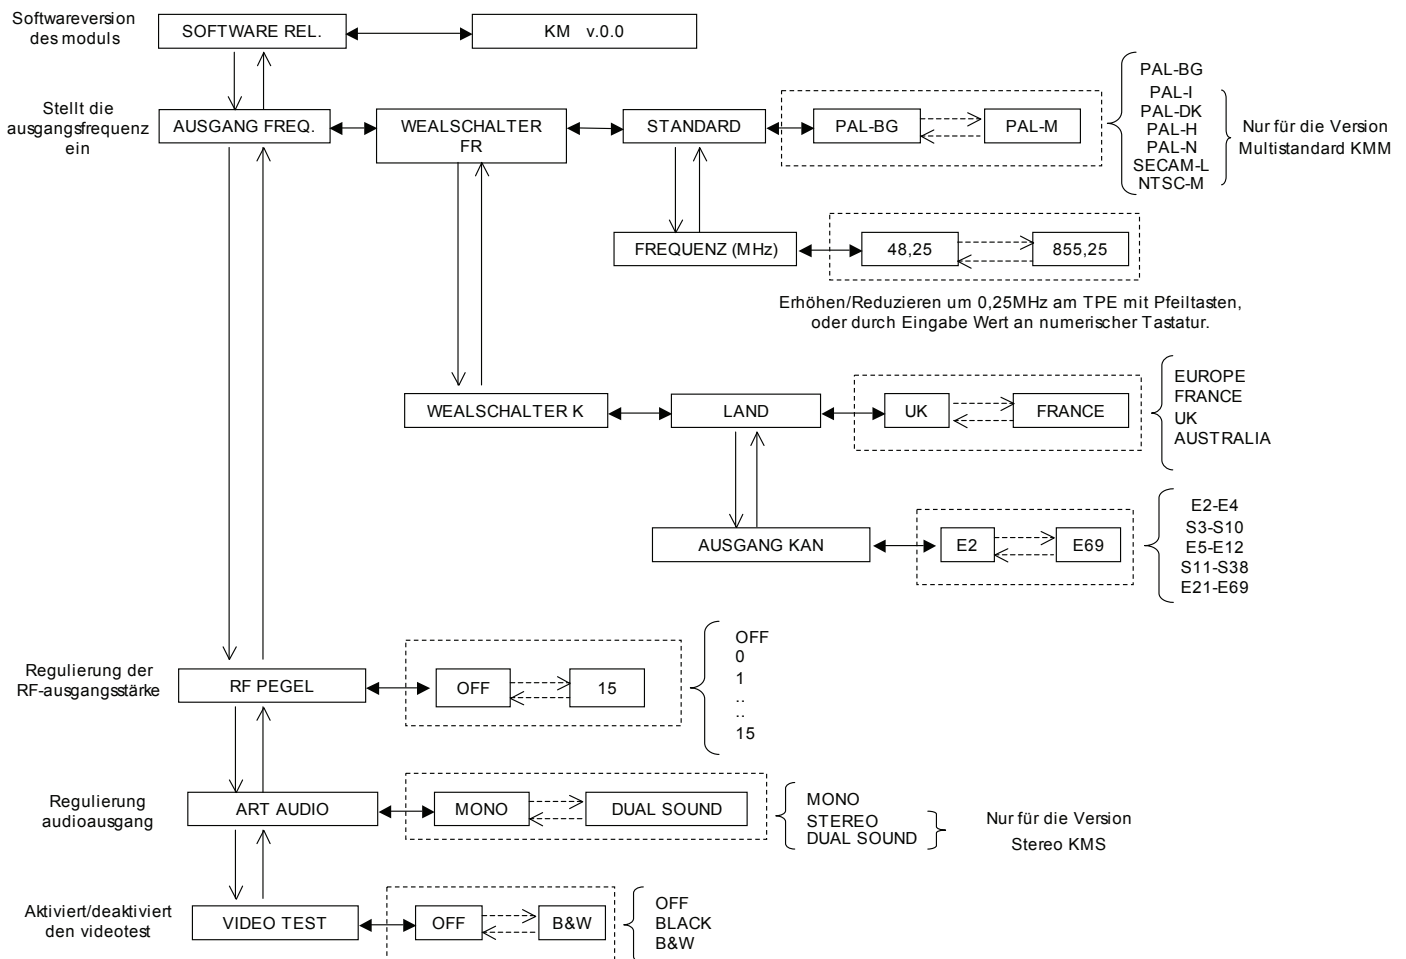 Softwareversion
des moduls
SOFTWARE REL.
KM v.0.0
Stellt die
ausgangsfrequenz
ein
AUSGANG FREQ.
WEALSCHALTER
FR
STANDARD
PAL-BG
PAL-M
PAL-BG
PAL-I
PAL-DK
PAL-H
PAL-N
SECAM-L
NTSC-M
Nur für die Version
Multistandard KMM
FREQUENZ (MHz)
48,25
855,25
Erhöhen/Reduzieren um 0,25MHz am TPE mit Pfeiltasten,
oder durch Eingabe Wert an numerischer Tastatur.
WEALSCHALTER K
LAND
UK
FRANCE
EUROPE
FRANCE
UK
AUSTRALIA
AUSGANG KAN
E2
E69
E2-E4
S3-S10
E5-E12
S11-S38
E21-E69
Regulierung der
RF-ausgangsstärke
RF PEGEL
OFF
15
OFF
0
1
..
..
15
Regulierung
audioausgang
ART AUDIO
MONO
DUAL SOUND
MONO
STEREO
DUAL SOUND
Nur für die Version
Stereo KMS
Aktiviert/deaktiviert
den videotest
VIDEO TEST
OFF
B&W
OFF
BLACK
B&W